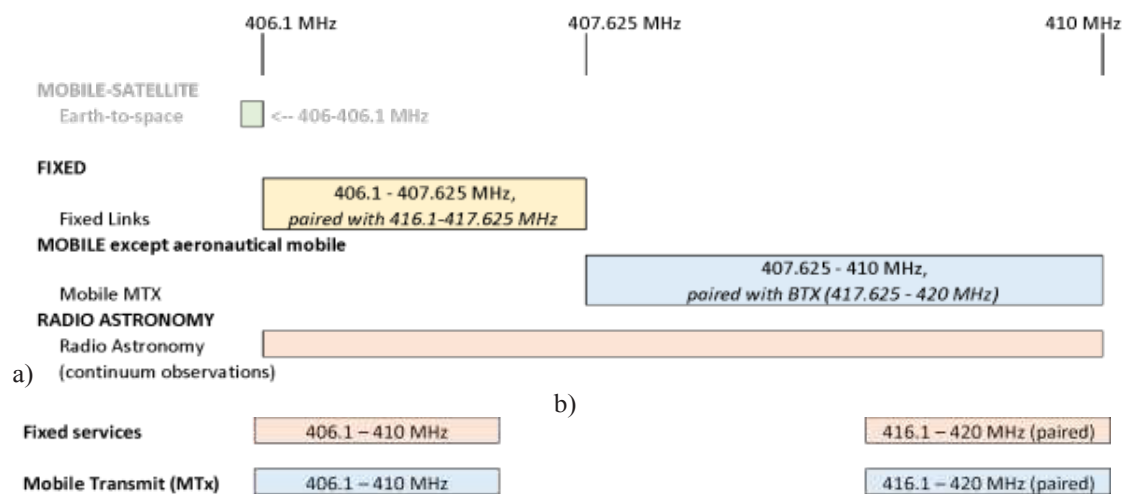 406.1 MHz 407.625 MHz 410 MHz
MOBILE-SATELLITE
Earth-to-space <-- 406-406.1 MHz
FIXED
406.1 - 407.625 MHz,
Fixed Links paired with 416.1-417.625 MHz
MOBILE except aeronautical mobile
407.625 - 410 MHz,
Mobile MTX paired with BTX (417.625 - 420 MHz)
RADIO ASTRONOMY
Radio Astronomy
(continuum observations)
a)
b)
Fixed services 406.1 – 410 MHz 416.1 – 420 MHz (paired)
Mobile Transmit (MTx) 406.1 – 410 MHz 416.1 – 420 MHz (paired)